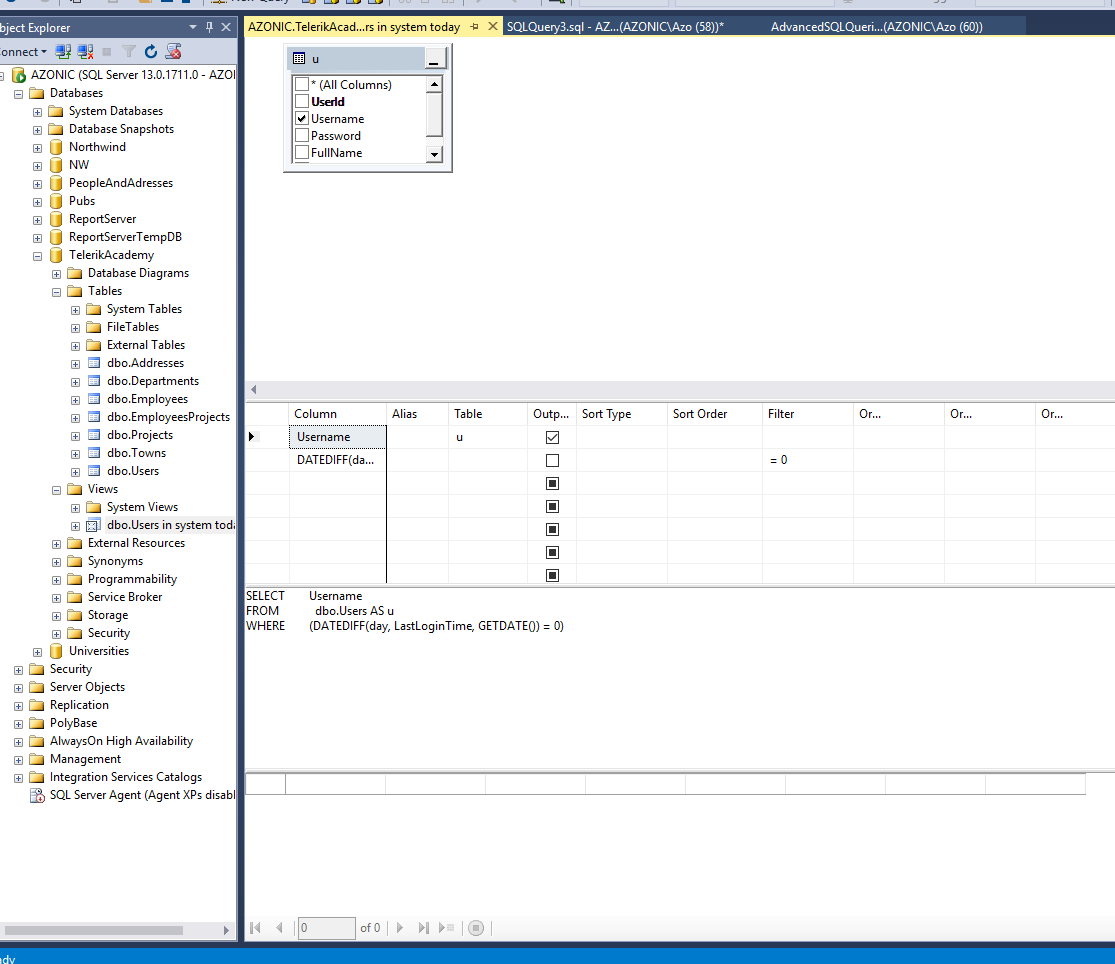 bject Explorer
AZONIC.TelerikAcad...rs in system today
SQLQuery3.sql - AZ...(AZONIC\Azo (58))*
AdvancedSQLQueri...(AZONIC\Azo (60))
onnect
AZONIC (SQL Server 13.0.1711.0 - AZOI
Databases
System Databases
Database Snapshots
Northwind
NW
PeopleAndAdresses
Pubs
ReportServer
ReportServerTempDB
TelerikAcademy
Database Diagrams
Tables
System Tables
FileTables
External Tables
dbo.Addresses
dbo.Departments
dbo.Employees
dbo.EmployeesProjects
dbo.Projects
dbo.Towns
dbo.Users
Views
System Views
dbo.Users in system toda
External Resources
Synonyms
Programmability
Service Broker
Storage
Security
Universities
Security
Server Objects
Replication
PolyBase
AlwaysOn High Availability
Management
Integration Services Catalogs
SQL Server Agent (Agent XPs disabl
u
* (All Columns)
UserId
Username
Password
FullName
Column Alias Table Outp... Sort Type Sort Order Filter Or... Or... Or...
Username u
DATEDIFF(da... = 0
SELECT Username
FROM dbo.Users AS u
WHERE (DATEDIFF(day, LastLoginTime, GETDATE()) = 0)
0 of 0
ady